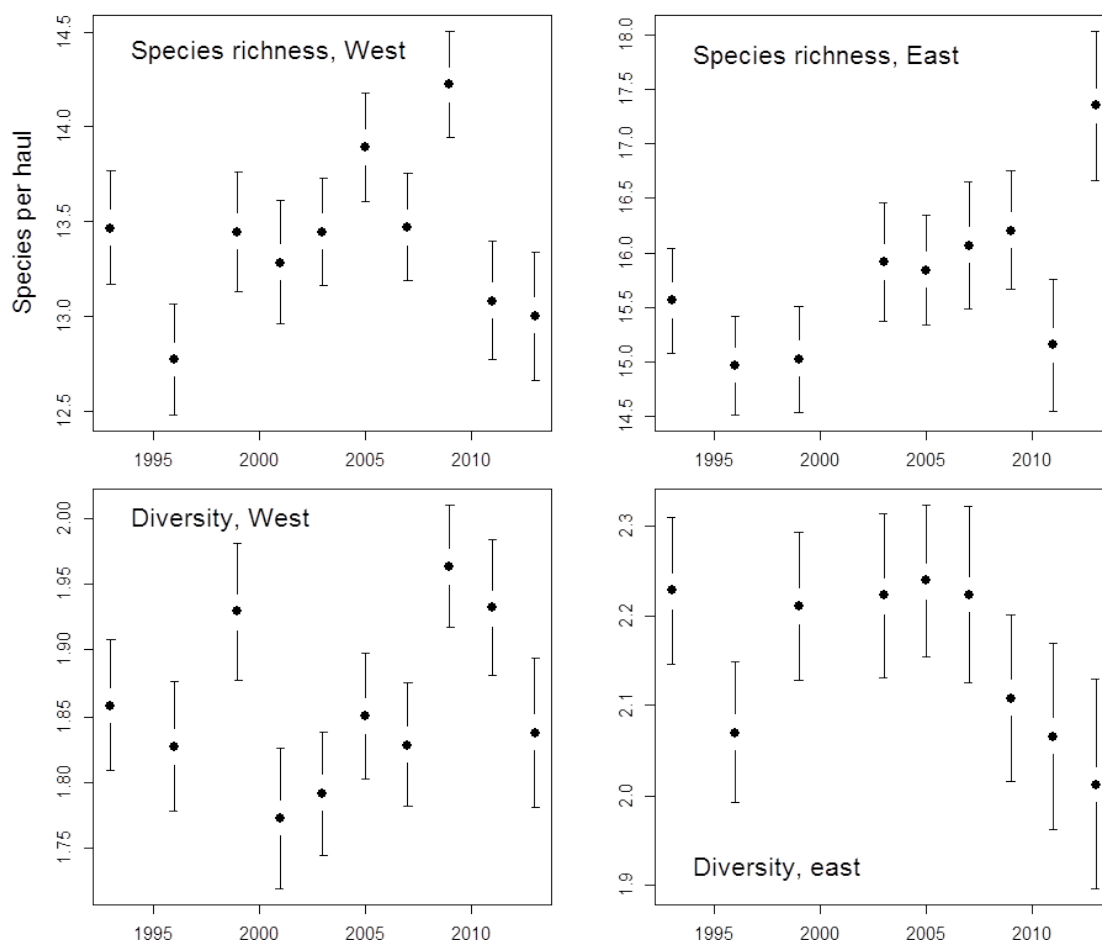 Species richness, West
Species per haul
14.5
14.0
13.5
13.0
12.5
1995 2000 2005 2010
Species richness, East
18.0
17.5
17.0
16.5
16.0
15.5
15.0
14.5
1995 2000 2005 2010
Diversity, West
2.00
1.95
1.90
1.85
1.80
1.75
1995 2000 2005 2010
2.3
2.2
2.1
2.0
1.9
Diversity, east
1995 2000 2005 2010